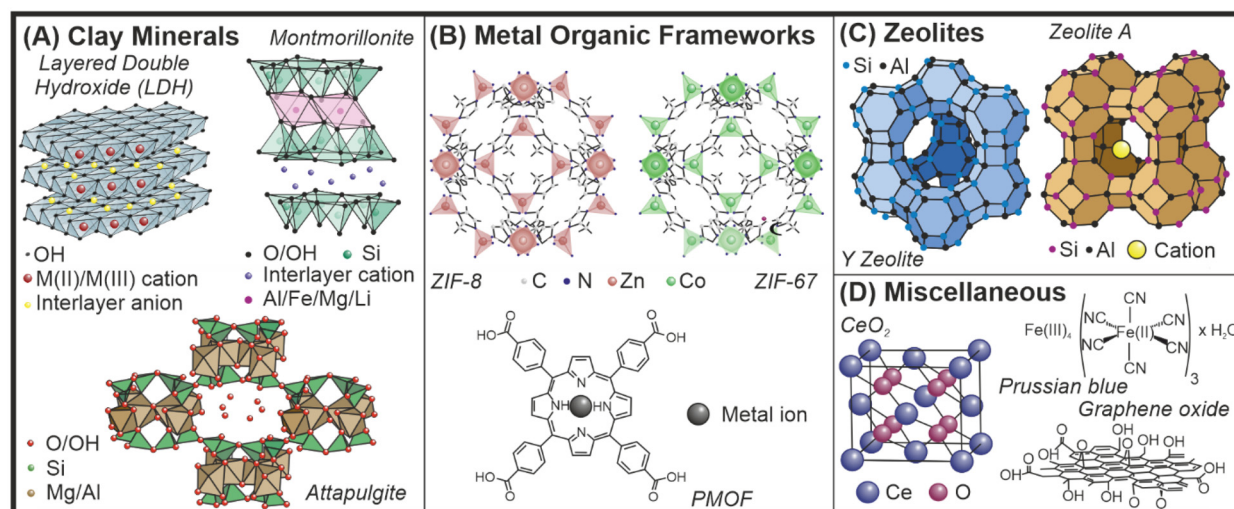 (A) Clay Minerals
Layered Double
Hydroxide (LDH)
Montmorillonite
OH
M(II)/M(III) cation
Interlayer anion
O/OH Si
Interlayer cation
Al/Fe/Mg/Li
O/OH
Si
Mg/Al
Attapulgite
(B) Metal Organic Frameworks
ZIF-8 C N Zn Co ZIF-67
O OH
OH O
N
NH HN
N
Metal ion
OH O
O OH
PMOF
(C) Zeolites
Zeolite A
Si Al
Y Zeolite
Si Al Cation
(D) Miscellaneous
CeO₂
CN
NC CN
Fe(III)₄ Fe(II) x H₂O
NC CN
CN
3
Prussian blue
Graphene oxide
Ce O